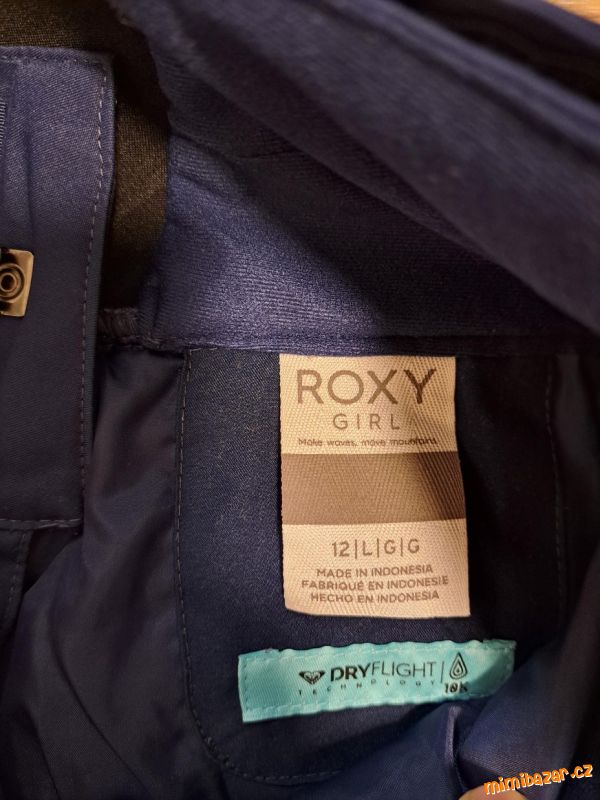 ROXY
GIRL
Make waves, move mountains.
12|L|G|G
MADE IN INDONESIA
FABRIQUÉ EN INDONESIE
HECHO EN INDONESIA
DRYFLIGHT
TECHNOLOGY
10K
mimibazar.cz